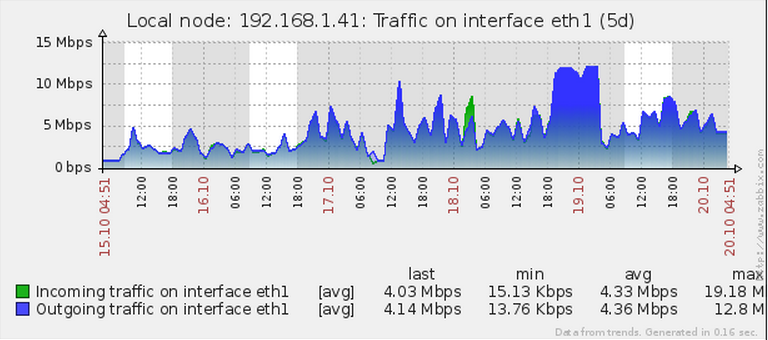 Local node: 192.168.1.41: Traffic on interface eth1 (5d)
15 Mbps
10 Mbps
5 Mbps
0 bps
15.10 04:51
12:00
18:00
16.10
06:00
12:00
18:00
17.10
06:00
12:00
18:00
18.10
06:00
12:00
18:00
19.10
06:00
12:00
18:00
20.10
20.10 04:51
http://www.zabbix.com
last min avg max
Incoming traffic on interface eth1 [avg] 4.03 Mbps 15.13 Kbps 4.33 Mbps 19.18 M
Outgoing traffic on interface eth1 [avg] 4.14 Mbps 13.76 Kbps 4.36 Mbps 12.8 M
Data from trends. Generated in 0.16 sec.